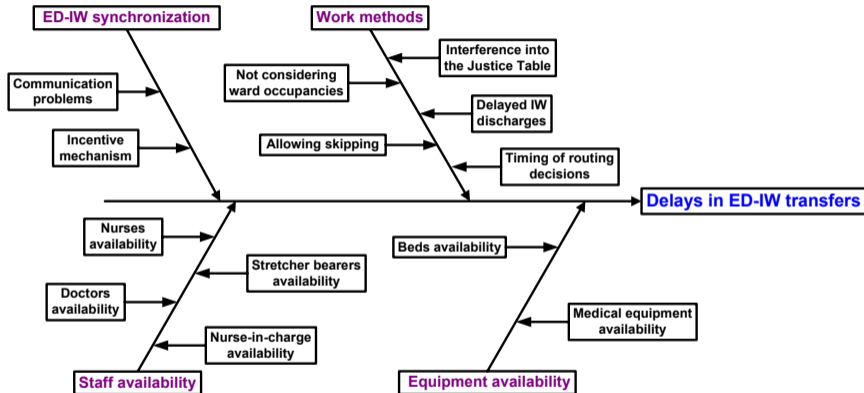 ED-IW synchronization
Work methods
Interference into
the Justice Table
Not considering
ward occupancies
Communication
problems
Delayed IW
discharges
Incentive
mechanism
Allowing skipping
Timing of routing
decisions
Delays in ED-IW transfers
Nurses
availability
Beds availability
Stretcher bearers
availability
Doctors
availability
Medical equipment
availability
Nurse-in-charge
availability
Staff availability
Equipment availability